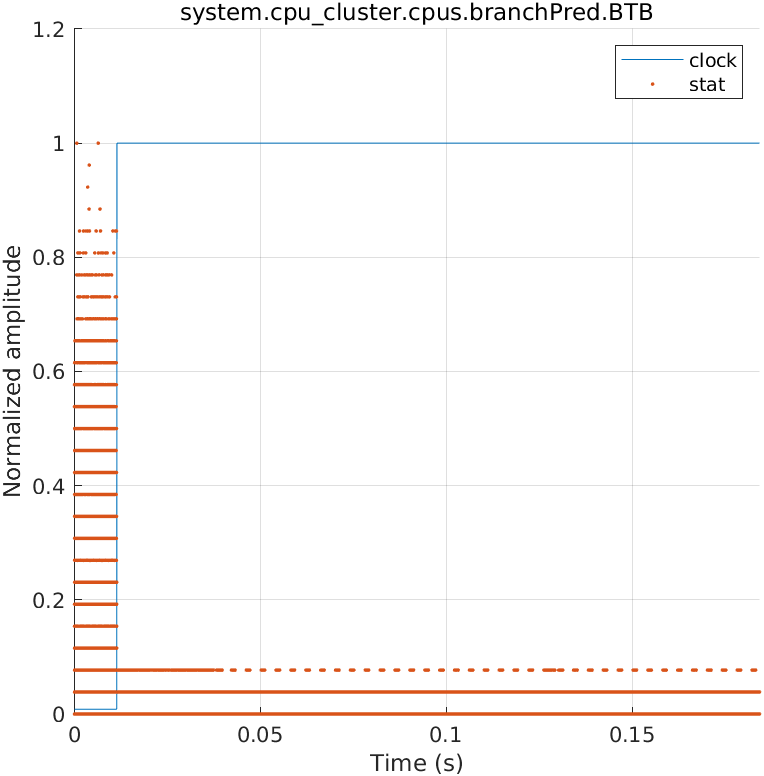 system.cpu_cluster.cpus.branchPred.BTB
1.2
clock
stat
1
0.8
0.6
0.4
0.2
0
Normalized amplitude
0
0.05
0.1
0.15
Time (s)